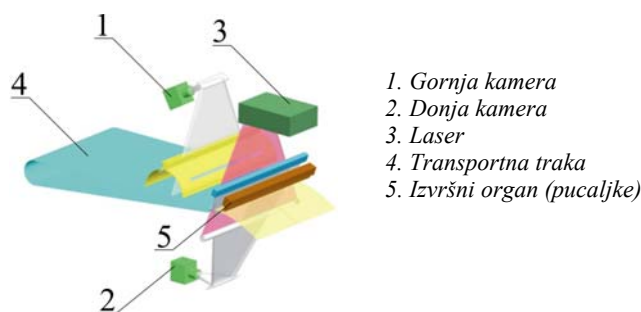 1
3
4
5
2
1. Gornja kamera
2. Donja kamera
3. Laser
4. Transportna traka
5. Izvršni organ (pucaljke)